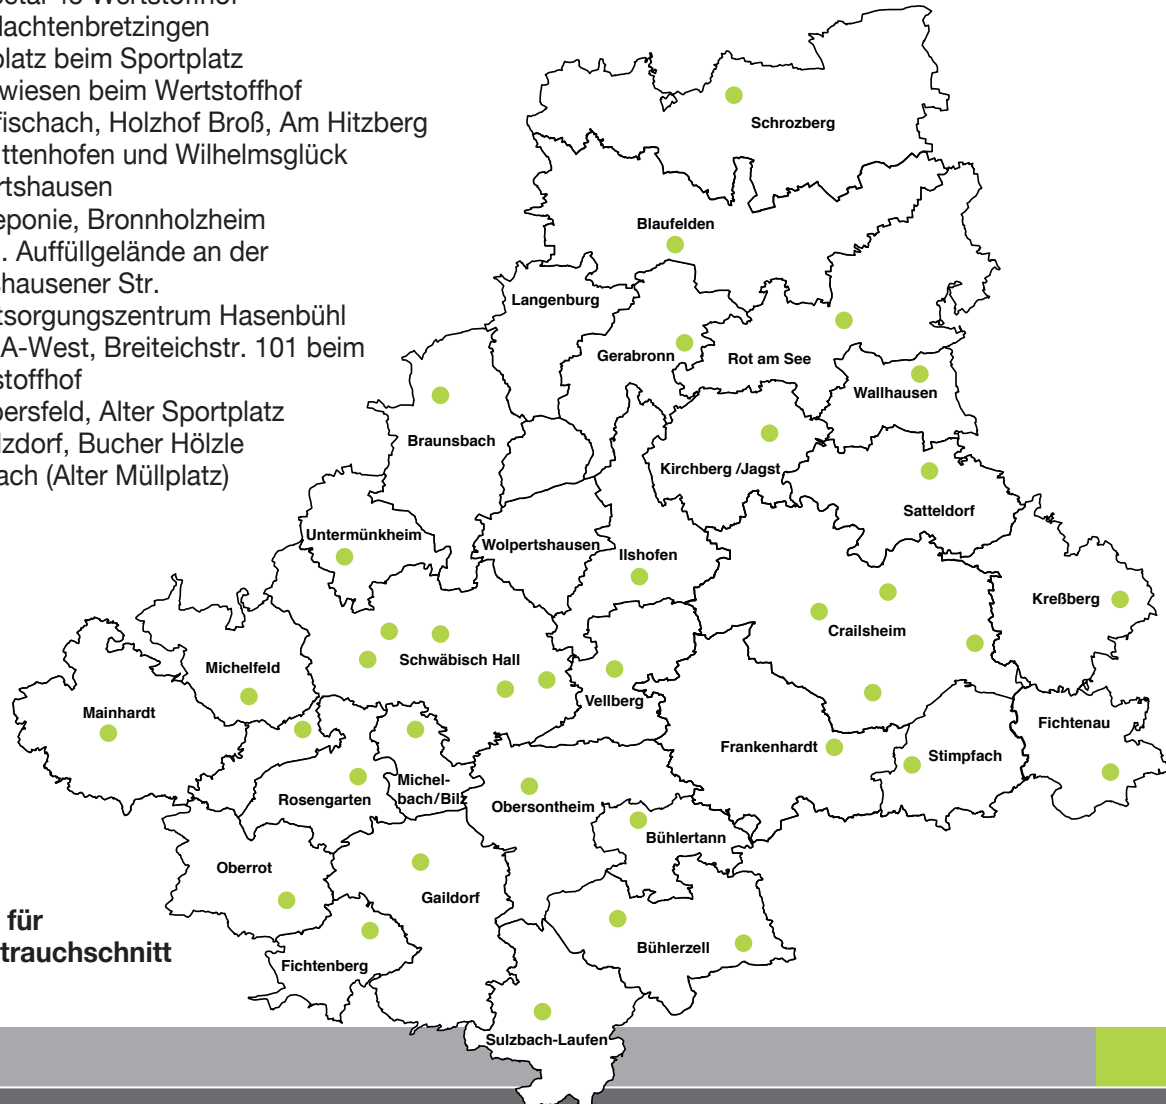 lachtenbretzingen
platz beim Sportplatz
wiesen beim Wertstoffhof
fischach, Holzhof Broß, Am Hitzberg
ttenhofen und Wilhelmsglück
rtshausen
eponie, Bronnholzheim
. Auffüllgelände an der
shausener Str.
tsorgungszentrum Hasenbühl
A-West, Breiteichstr. 101 beim
stoffhof
bersfeld, Alter Sportplatz
lzdorf, Bucher Hölzle
ach (Alter Müllplatz)
Schrozberg
Blaufelden
Langenburg
Gerabronn
Rot am See
Wallhausen
Braunsbach
Kirchberg /Jagst
Satteldorf
Untermünkheim
Wolpertshausen
Ilshofen
Kreßberg
Crailsheim
Schwäbisch Hall
Michelfeld
Vellberg
Mainhardt
Fichtenau
Frankenhardt
Stimpfach
Michel-
bach/Bilz
Rosengarten
Obersontheim
Bühlertann
Oberrot
Gaildorf
für
trauchschnitt
Bühlerzell
Fichtenberg
Sulzbach-Laufen